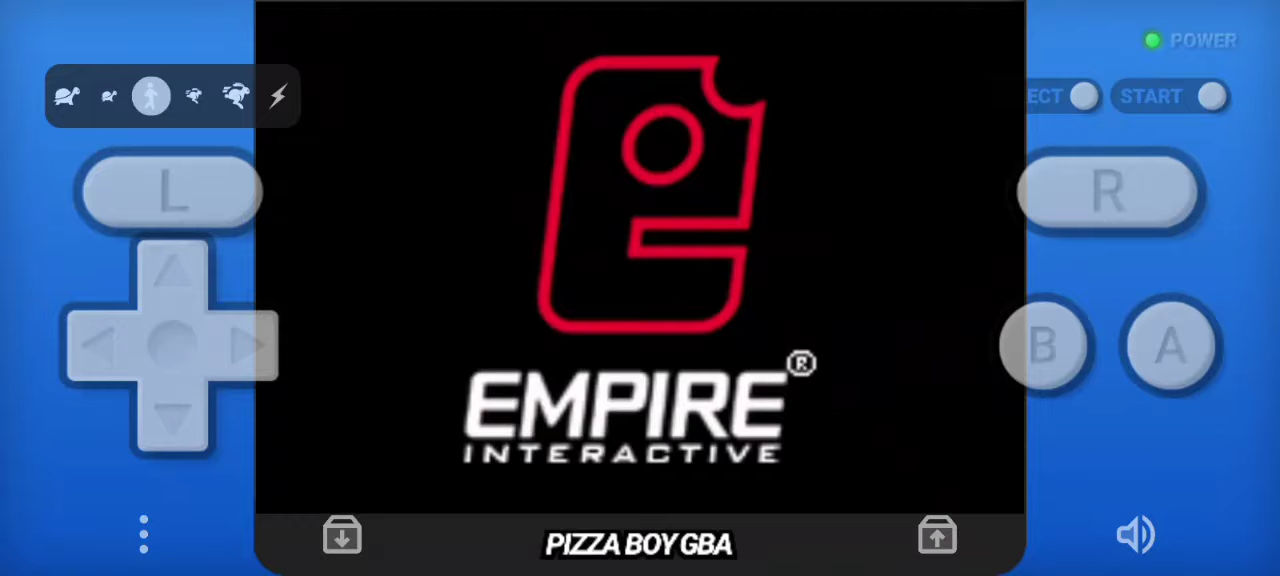 POWER
ECT
START
L
R
B
A
EMPIRE®
INTERACTIVE
PIZZA BOY GBA